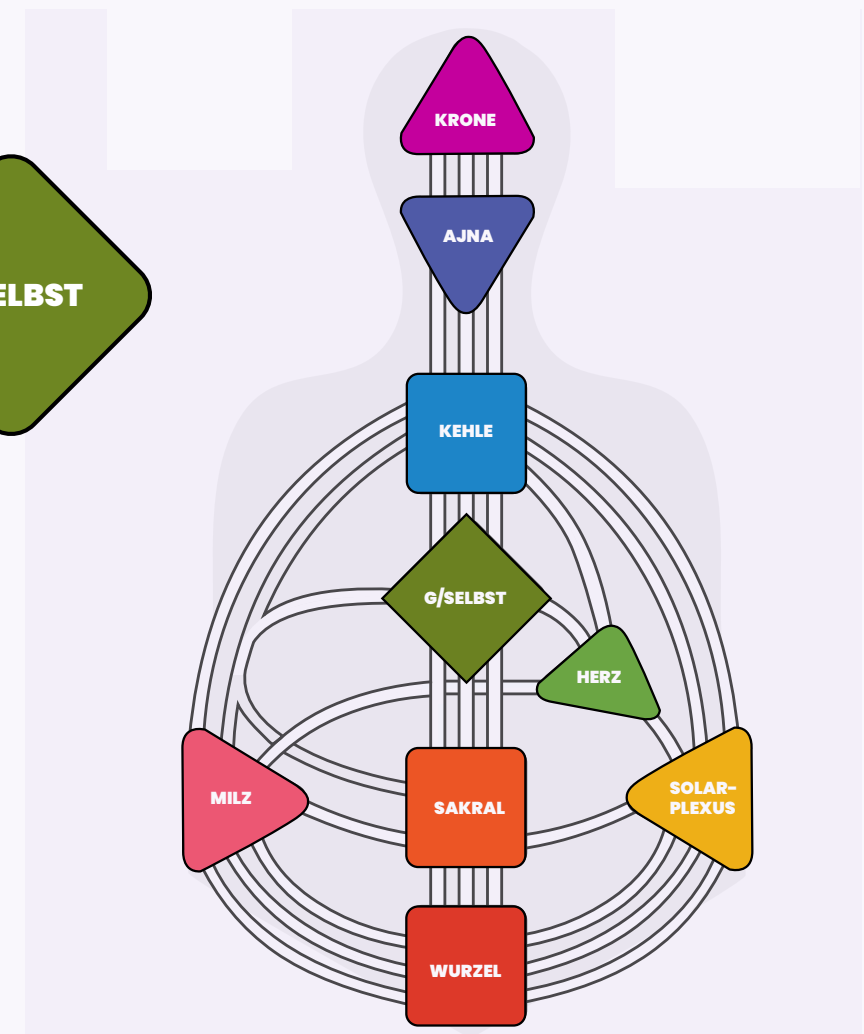 KRONE
AJNA
ELBST
KEHLE
G/SELBST
HERZ
MILZ
SAKRAL
SOLAR-
PLEXUS
WURZEL